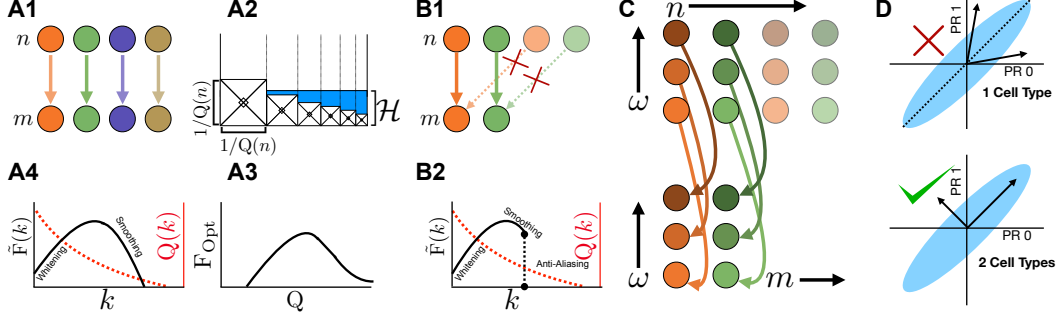 A1
n
m
A2
1/Q(n)
1/Q(n)
ℋ
B1
n
m
C
n
ω
ω
m
D
PR 1
PR 0
1 Cell Type
PR 1
PR 0
2 Cell Types
A4
F̃(k)
Whitening
Smoothing
Q(k)
k
A3
F_Opt
Q
B2
F̃(k)
Whitening
Smoothing
Anti-Aliasing
Q(k)
k